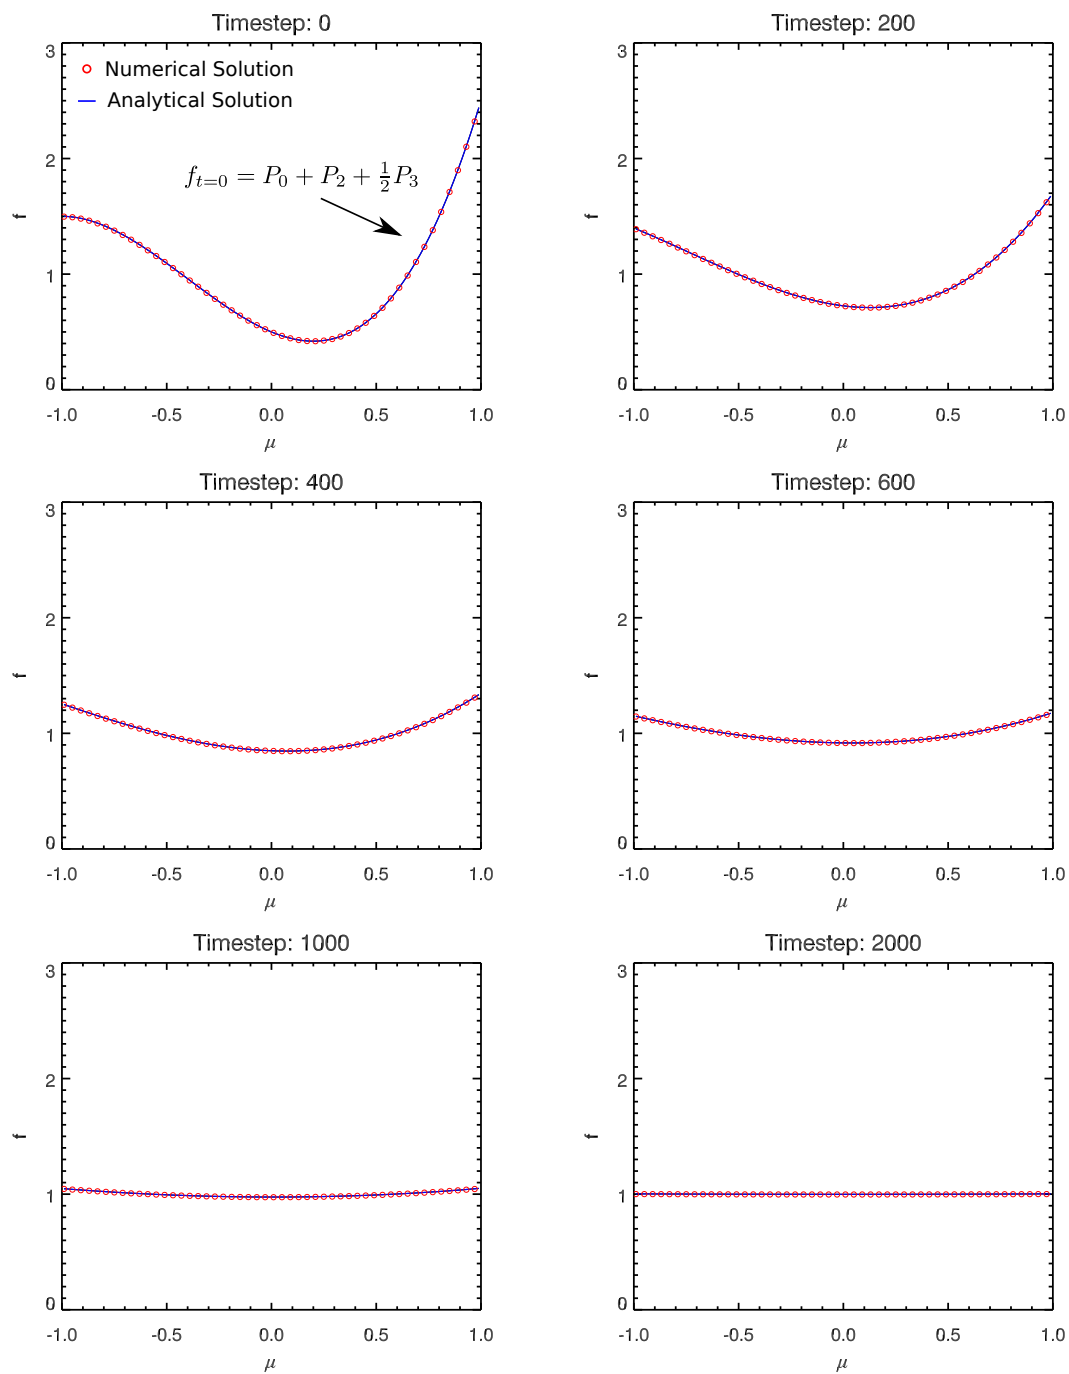 Timestep: 0
3
Numerical Solution
Analytical Solution
2
f_{t=0} = P_0 + P_2 + \frac{1}{2}P_3
f
1
0
-1.0 -0.5 0.0 0.5 1.0
μ
Timestep: 200
3
2
f
1
0
-1.0 -0.5 0.0 0.5 1.0
μ
Timestep: 400
3
2
f
1
0
-1.0 -0.5 0.0 0.5 1.0
μ
Timestep: 600
3
2
f
1
0
-1.0 -0.5 0.0 0.5 1.0
μ
Timestep: 1000
3
2
f
1
0
-1.0 -0.5 0.0 0.5 1.0
μ
Timestep: 2000
3
2
f
1
0
-1.0 -0.5 0.0 0.5 1.0
μ